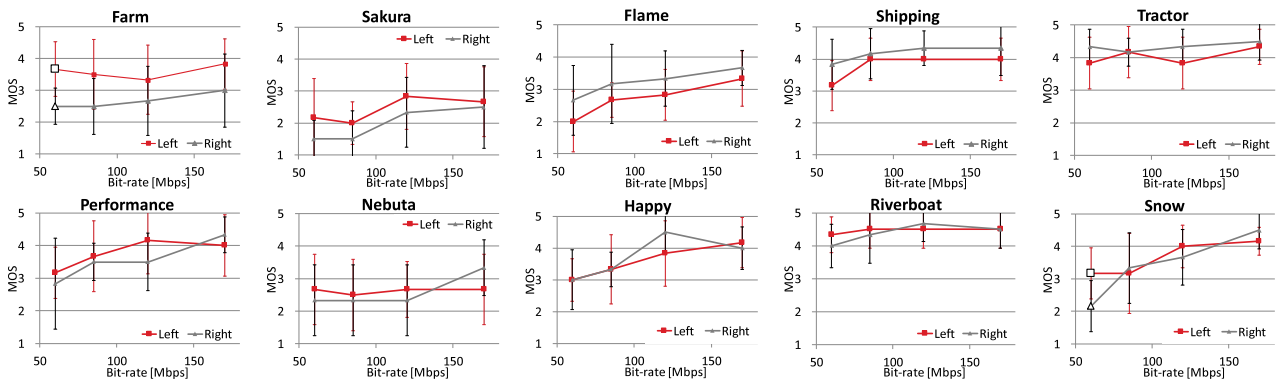 Farm
5
4
3
2
1
MOS
Left Right
50 100 150
Bit-rate [Mbps]
Sakura
5
4
3
2
1
MOS
Left Right
50 100 150
Bit-rate [Mbps]
Flame
5
4
3
2
1
MOS
Left Right
50 100 150
Bit-rate [Mbps]
Shipping
5
4
3
2
1
MOS
Left Right
50 100 150
Bit-rate [Mbps]
Tractor
5
4
3
2
1
MOS
Left Right
50 100 150
Bit-rate [Mbps]
Performance
5
4
3
2
1
MOS
Left Right
50 100 150
Bit-rate [Mbps]
Nebuta
5
4
3
2
1
MOS
Left Right
50 100 150
Bit-rate [Mbps]
Happy
5
4
3
2
1
MOS
Left Right
50 100 150
Bit-rate [Mbps]
Riverboat
5
4
3
2
1
MOS
Left Right
50 100 150
Bit-rate [Mbps]
Snow
5
4
3
2
1
MOS
Left Right
50 100 150
Bit-rate [Mbps]